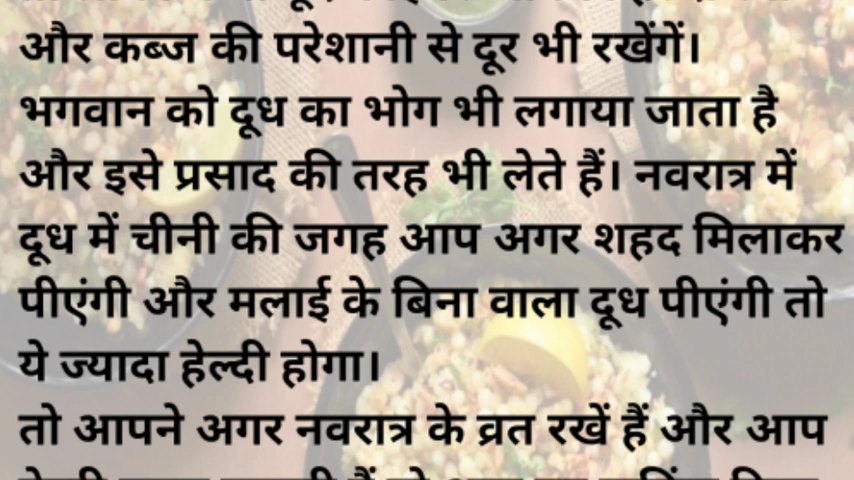 और कब्ज की परेशानी से दूर भी रखेंगें।
भगवान को दूध का भोग भी लगाया जाता है
और इसे प्रसाद की तरह भी लेते हैं। नवरात्र में
दूध में चीनी की जगह आप अगर शहद मिलाकर
पीएंगी और मलाई के बिना वाला दूध पीएंगी तो
ये ज्यादा हेल्दी होगा।
तो आपने अगर नवरात्र के व्रत रखें हैं और आप